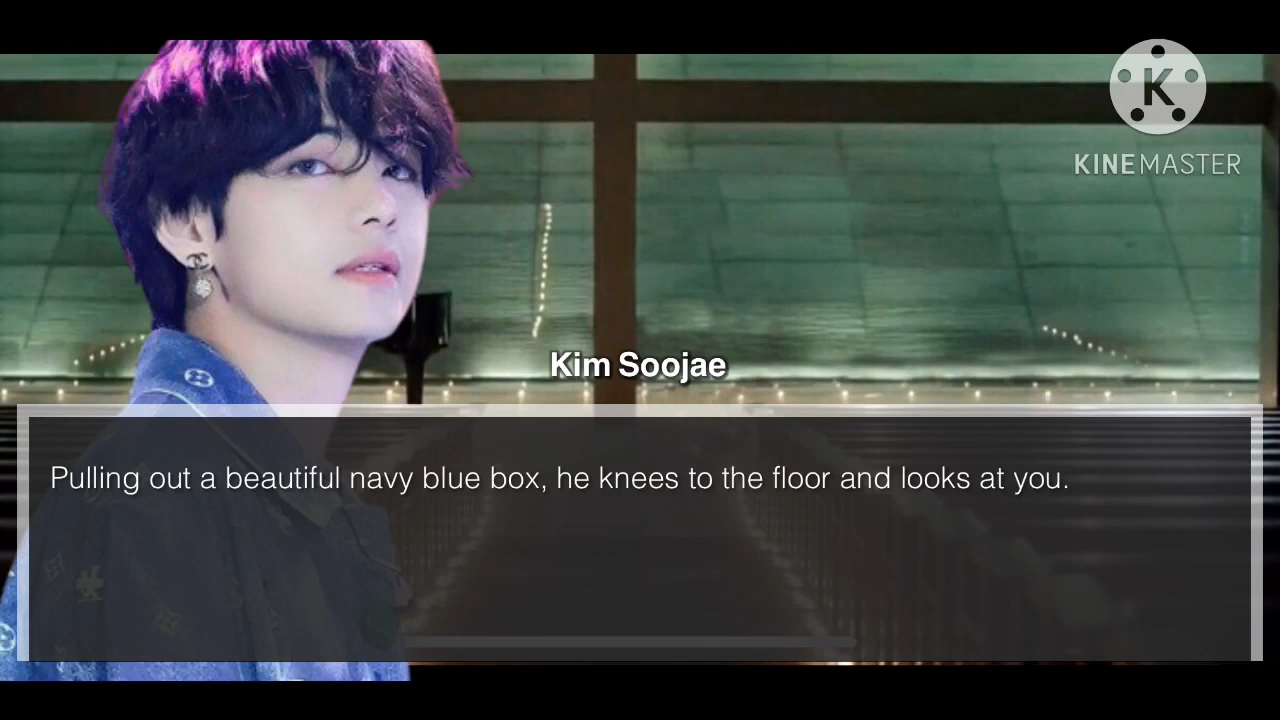 K
KINEMASTER
Kim Soojae
Pulling out a beautiful navy blue box, he knees to the floor and looks at you.